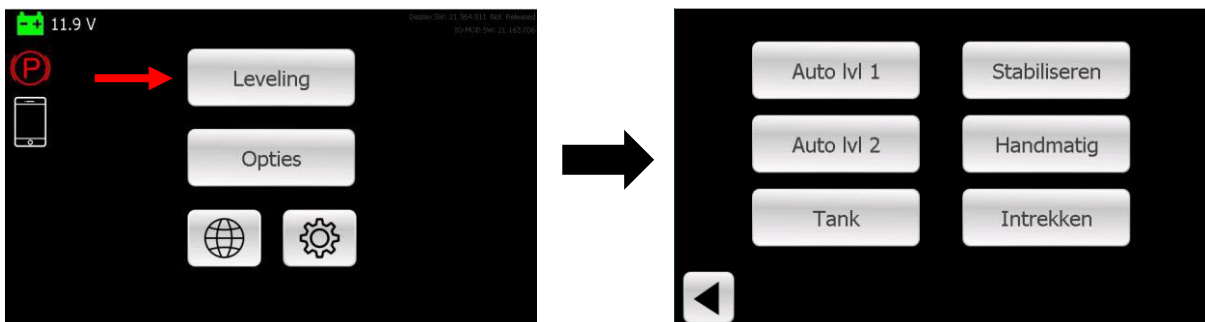 11.9 V
Display SW: 21.364-011 Not Released
IO-MOD SW: 21.163.036
P
Leveling
Opties
Auto lvl 1
Stabiliseren
Auto lvl 2
Handmatig
Tank
Intrekken